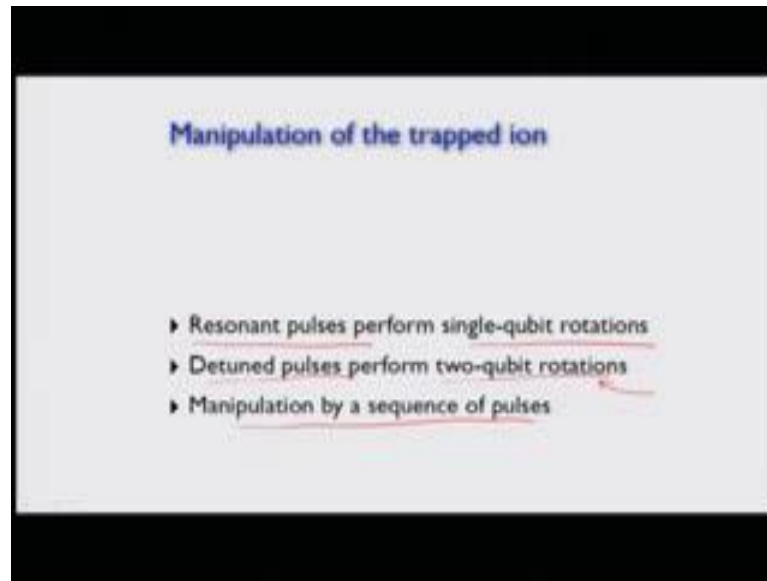 Manipulation of the trapped ion
▸ Resonant pulses perform single-qubit rotations
▸ Detuned pulses perform two-qubit rotations
▸ Manipulation by a sequence of pulses